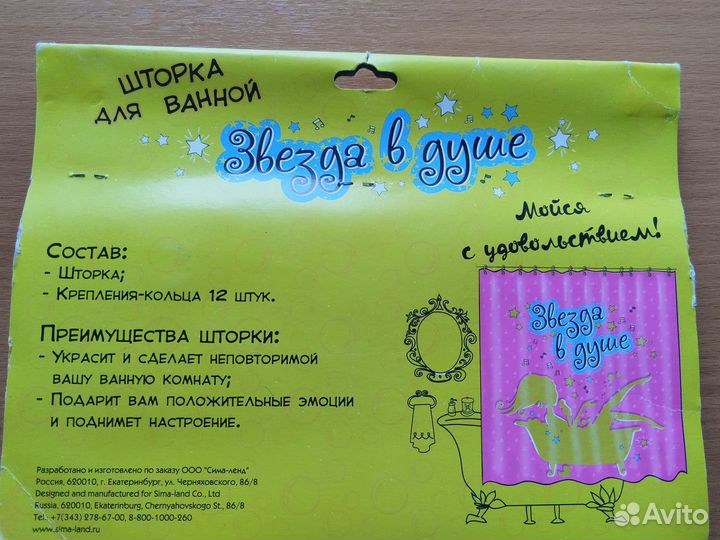 ШТОРКА
ДЛЯ ВАННОЙ
Звезда в душе
Мойся
с удовольствием!
СОСТАВ:
- ШТОРКА;
- КРЕПЛЕНИЯ-КОЛЬЦА 12 ШТУК.
ПРЕИМУЩЕСТВА ШТОРКИ:
- УКРАСИТ И СДЕЛАЕТ НЕПОВТОРИМОЙ
ВАШУ ВАННУЮ КОМНАТУ;
- ПОДАРИТ ВАМ ПОЛОЖИТЕЛЬНЫЕ ЭМОЦИИ
И ПОДНИМЕТ НАСТРОЕНИЕ.
Звезда
в душе
Разработано и изготовлено по заказу ООО "Сима-ленд"
Россия, 620010, г. Екатеринбург, ул. Черняховского, 86/8
Designed and manufactured for Sima-land Co., Ltd
Russia, 620010, Ekaterinburg, Chernyahovskogo St., 86/8
Tel.: +7(343) 278-67-00, 8-800-1000-260
www.sima-land.ru
Avito